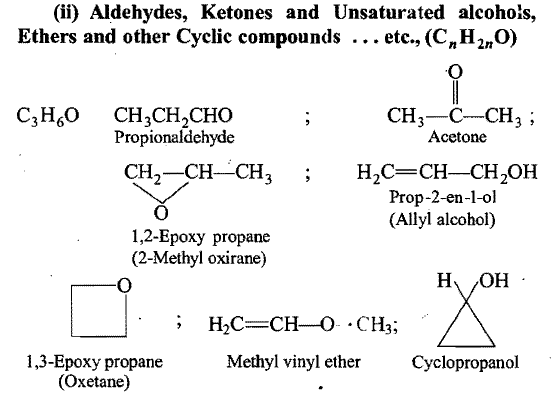 (ii) Aldehydes, Ketones and Unsaturated alcohols,
Ethers and other Cyclic compounds ... etc., (CₙH₂ₙO)
O
C₃H₆O CH₃CH₂CHO ; CH₃—C—CH₃ ;
Propionaldehyde Acetone
CH₂—CH—CH₃ ; H₂C=CH—CH₂OH
O Prop-2-en-1-ol
1,2-Epoxy propane (Allyl alcohol)
(2-Methyl oxirane)
O H OH
; H₂C=CH—O-·CH₃;
1,3-Epoxy propane Methyl vinyl ether Cyclopropanol
(Oxetane)